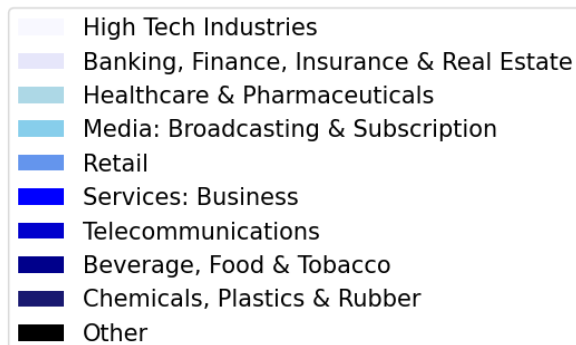 High Tech Industries
Banking, Finance, Insurance & Real Estate
Healthcare & Pharmaceuticals
Media: Broadcasting & Subscription
Retail
Services: Business
Telecommunications
Beverage, Food & Tobacco
Chemicals, Plastics & Rubber
Other